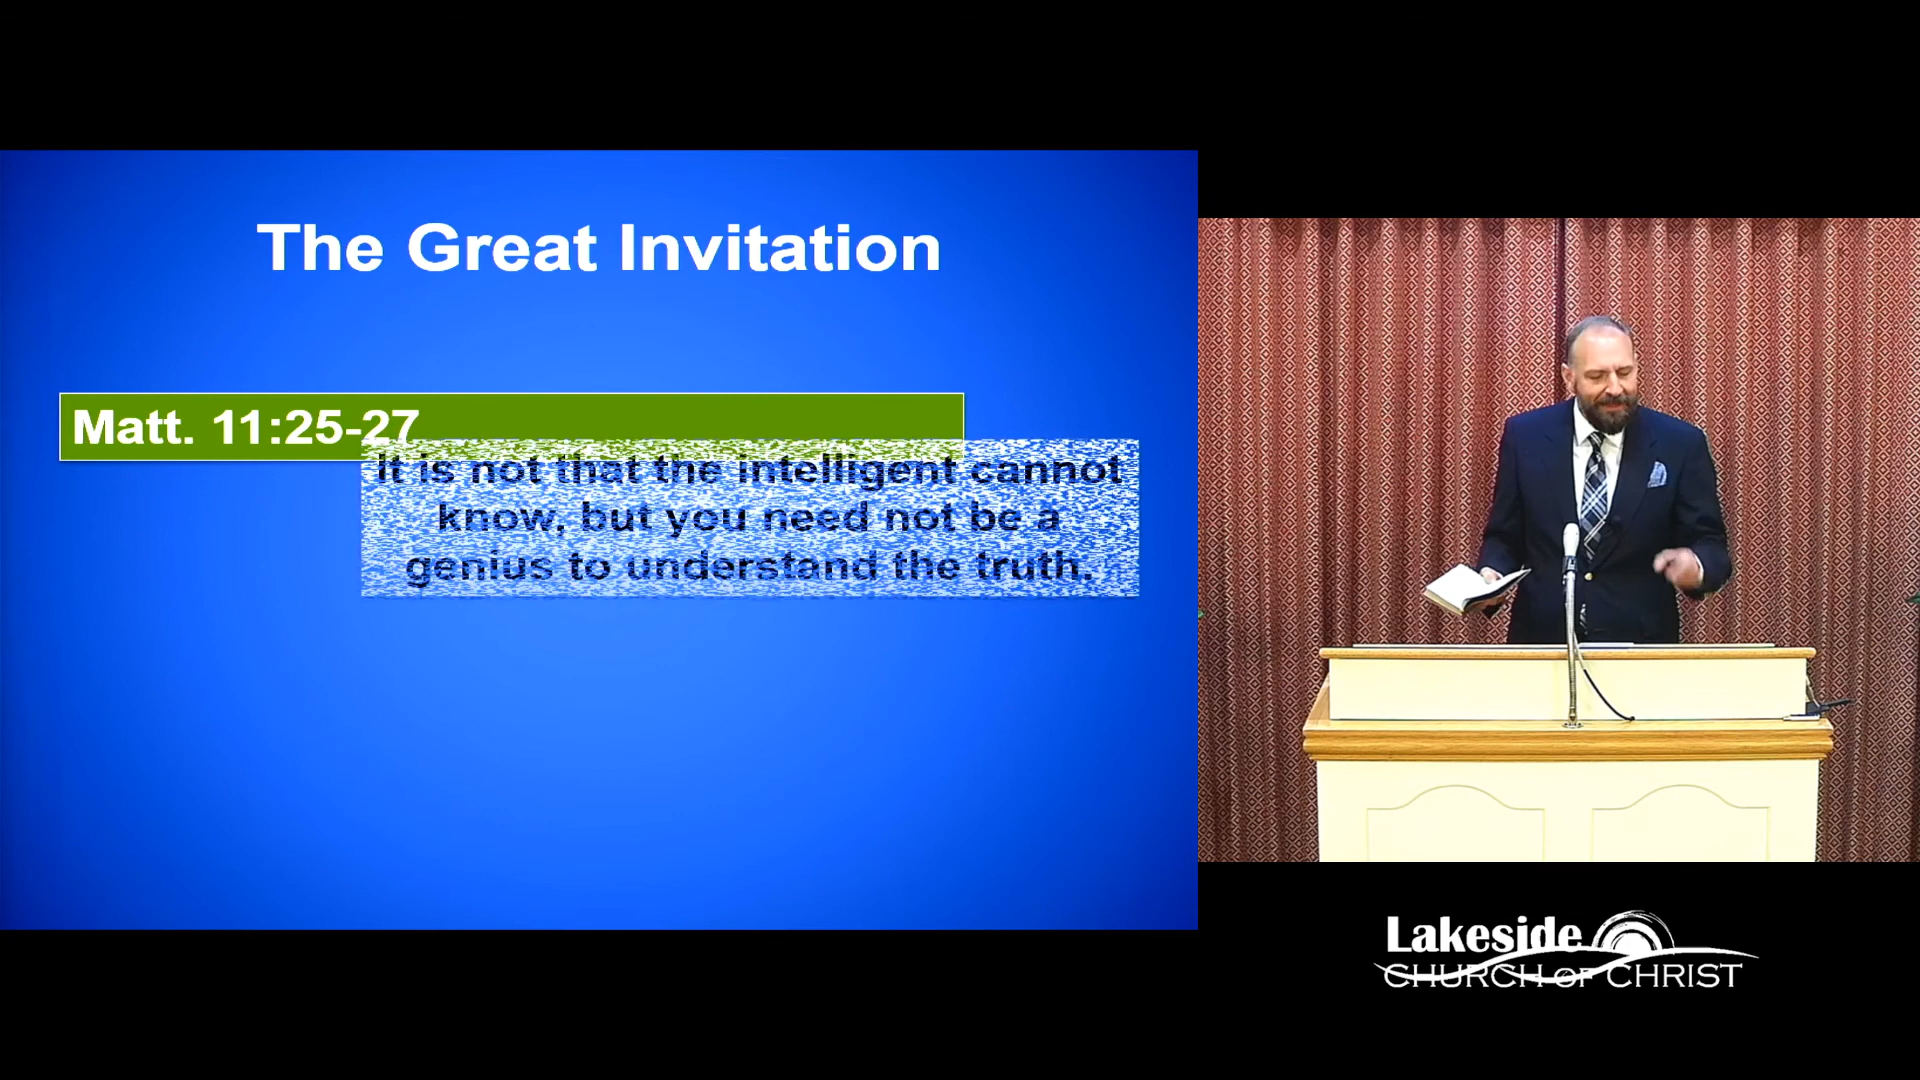 The Great Invitation
Matt. 11:25-27
It is not that the intelligent cannot
know, but you need not be a
genius to understand the truth.
Lakeside
CHURCH OF CHRIST